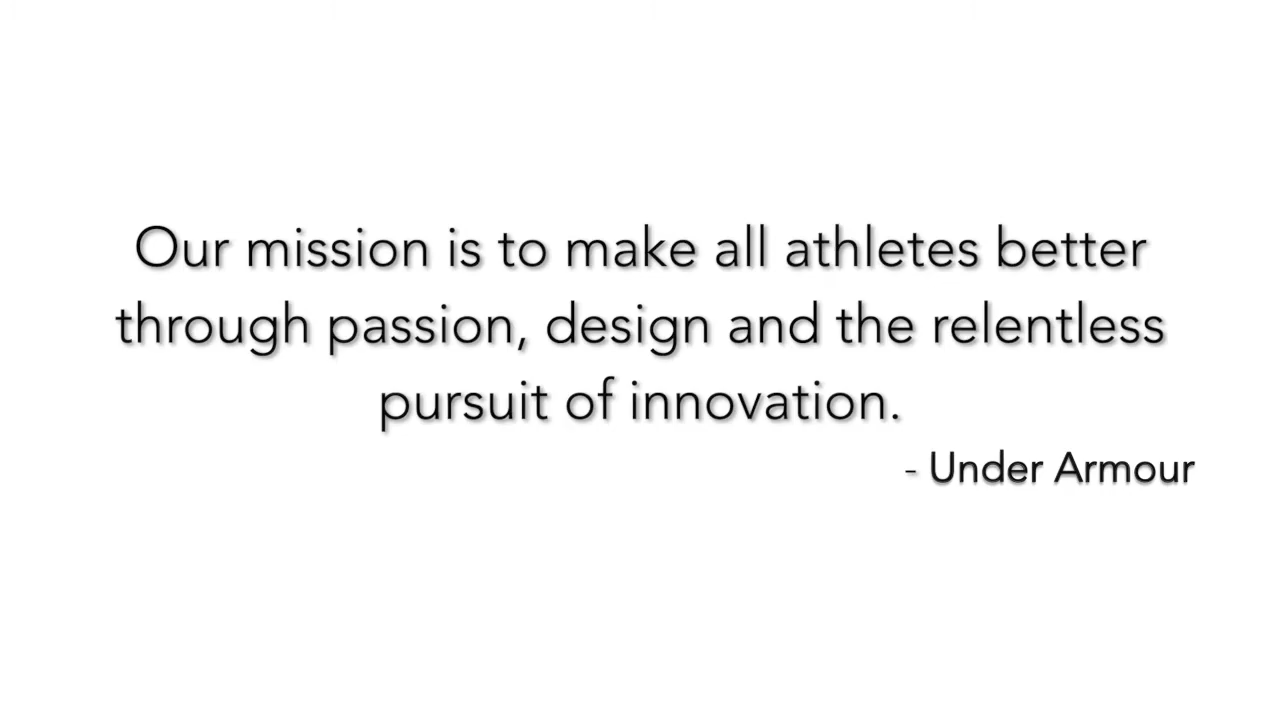 Our mission is to make all athletes better
through passion, design and the relentless
pursuit of innovation.
- Under Armour